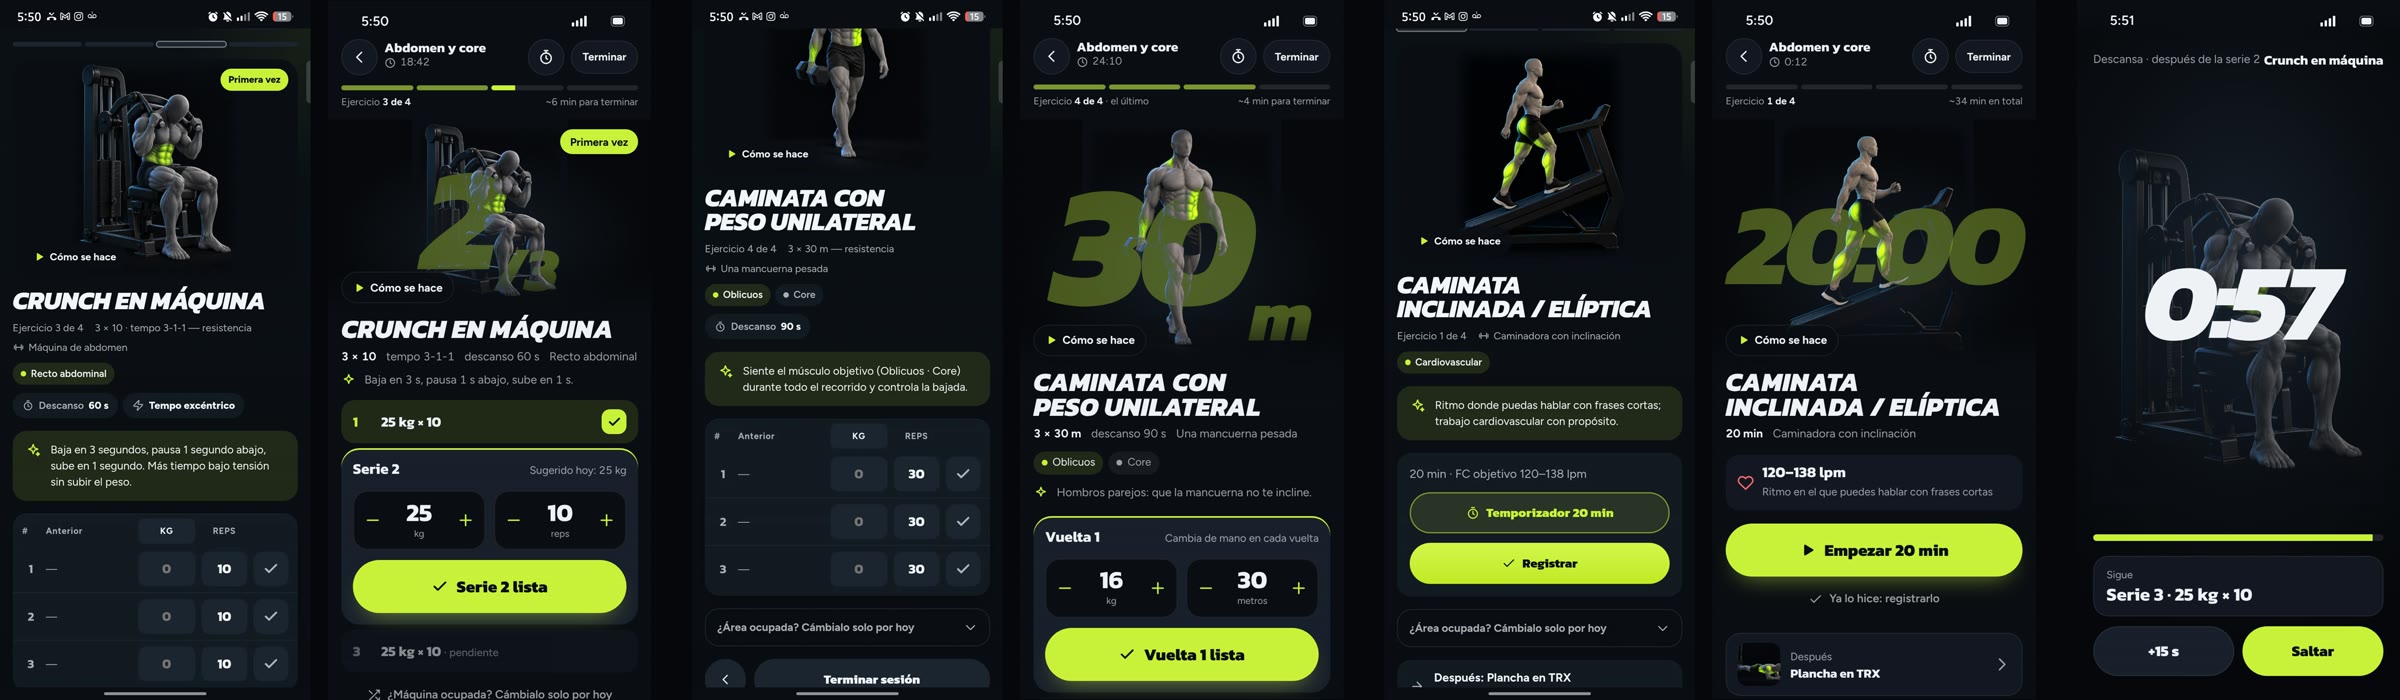 5:50
15
Primera vez
Cómo se hace
CRUNCH EN MÁQUINA
Ejercicio 3 de 4 3 × 10 · tempo 3-1-1 — resistencia
Máquina de abdomen
Recto abdominal
Descanso 60 s
Tempo excéntrico
Baja en 3 segundos, pausa 1 segundo abajo,
sube en 1 segundo. Más tiempo bajo tensión
sin subir el peso.
# Anterior KG REPS
1 — 0 10
2 — 0 10
3 — 0 10
5:50
Abdomen y core
18:42
Terminar
Ejercicio 3 de 4
~6 min para terminar
Primera vez
2/3
Cómo se hace
CRUNCH EN MÁQUINA
3 × 10 tempo 3-1-1 descanso 60 s Recto abdominal
Baja en 3 s, pausa 1 s abajo, sube en 1 s.
1 25 kg × 10
Serie 2
Sugerido hoy: 25 kg
− 25 +
kg
− 10 +
reps
Serie 2 lista
3 25 kg × 10 · pendiente
¿Máquina ocupada? Cámbialo solo por hoy
5:50
15
Cómo se hace
CAMINATA CON
PESO UNILATERAL
Ejercicio 4 de 4 3 × 30 m — resistencia
Una mancuerna pesada
Oblicuos
Core
Descanso 90 s
Siente el músculo objetivo (Oblicuos · Core)
durante todo el recorrido y controla la bajada.
# Anterior KG REPS
1 — 0 30
2 — 0 30
3 — 0 30
¿Área ocupada? Cámbialo solo por hoy
Terminar sesión
5:50
Abdomen y core
24:10
Terminar
Ejercicio 4 de 4 · el último
~4 min para terminar
30 m
Cómo se hace
CAMINATA CON
PESO UNILATERAL
3 × 30 m descanso 90 s Una mancuerna pesada
Oblicuos
Core
Hombros parejos: que la mancuerna no te incline.
Vuelta 1
Cambia de mano en cada vuelta
− 16 +
kg
− 30 +
metros
Vuelta 1 lista
5:50
15
Cómo se hace
CAMINATA
INCLINADA / ELÍPTICA
Ejercicio 1 de 4 Caminadora con inclinación
Cardiovascular
Ritmo donde puedas hablar con frases cortas;
trabajo cardiovascular con propósito.
20 min · FC objetivo 120–138 lpm
Temporizador 20 min
Registrar
¿Área ocupada? Cámbialo solo por hoy
Después: Plancha en TRX
5:50
Abdomen y core
0:12
Terminar
Ejercicio 1 de 4
~34 min en total
20:00
Cómo se hace
CAMINATA
INCLINADA / ELÍPTICA
20 min Caminadora con inclinación
120–138 lpm
Ritmo en el que puedes hablar con frases cortas
Empezar 20 min
Ya lo hice: registrarlo
Después
Plancha en TRX
5:51
Descansa · después de la serie 2 Crunch en máquina
0:57
Sigue
Serie 3 · 25 kg × 10
+15 s
Saltar